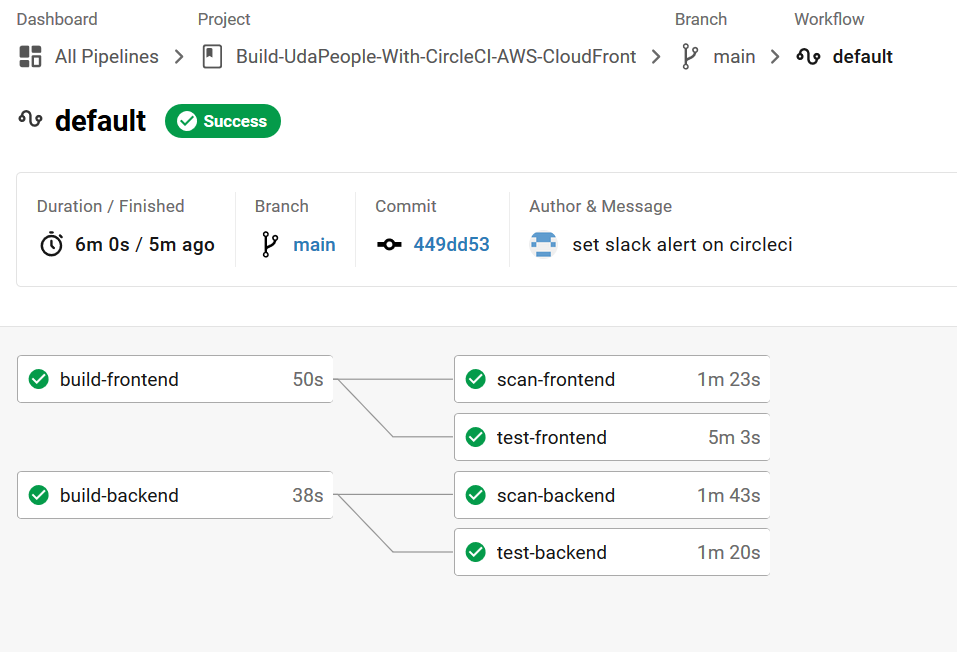 Dashboard Project Branch Workflow
All Pipelines Build-UdaPeople-With-CircleCI-AWS-CloudFront main default
default Success
Duration / Finished Branch Commit Author & Message
6m 0s / 5m ago main 449dd53 set slack alert on circleci
build-frontend 50s scan-frontend 1m 23s
test-frontend 5m 3s
build-backend 38s scan-backend 1m 43s
test-backend 1m 20s